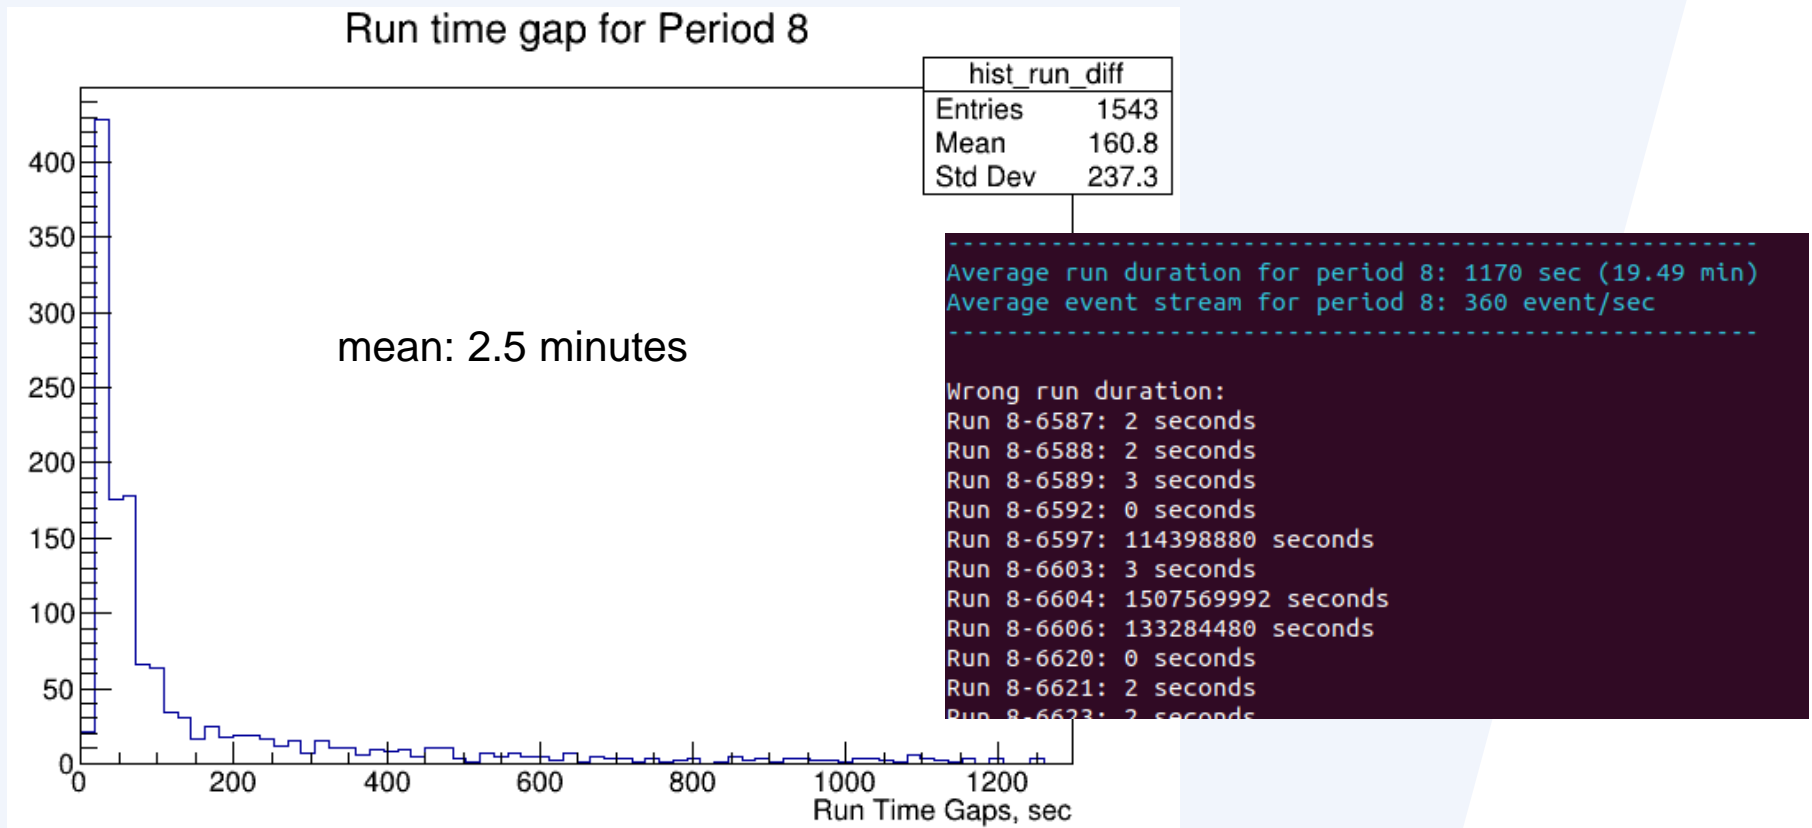 Run time gap for Period 8
hist_run_diff
Entries 1543
Mean 160.8
Std Dev 237.3
400
350
300
250
200
150
100
50
0
mean: 2.5 minutes
0 200 400 600 800 1000 1200
Run Time Gaps, sec
-------------------------------------------------------
Average run duration for period 8: 1170 sec (19.49 min)
Average event stream for period 8: 360 event/sec
-------------------------------------------------------
Wrong run duration:
Run 8-6587: 2 seconds
Run 8-6588: 2 seconds
Run 8-6589: 3 seconds
Run 8-6592: 0 seconds
Run 8-6597: 114398880 seconds
Run 8-6603: 3 seconds
Run 8-6604: 1507569992 seconds
Run 8-6606: 133284480 seconds
Run 8-6620: 0 seconds
Run 8-6621: 2 seconds
Run 8-6623: 2 seconds